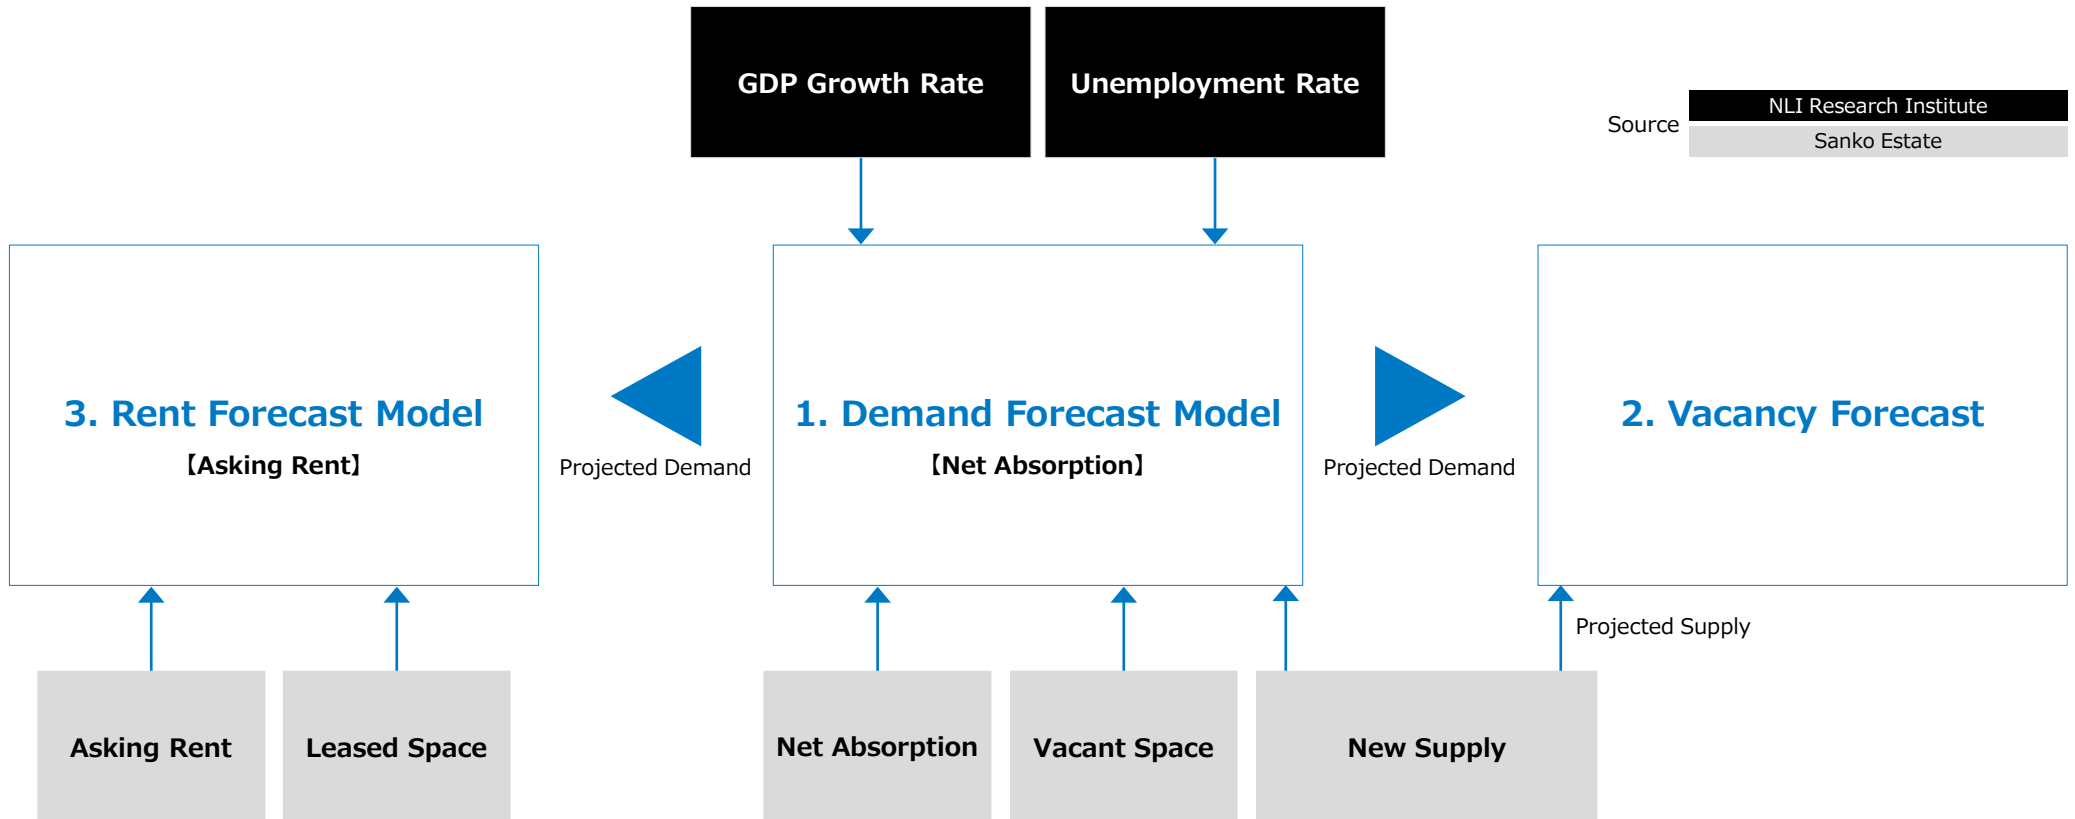 GDP Growth Rate
Unemployment Rate
Source
NLI Research Institute
Sanko Estate
3. Rent Forecast Model
【Asking Rent】
Projected Demand
1. Demand Forecast Model
【Net Absorption】
Projected Demand
2. Vacancy Forecast
Projected Supply
Asking Rent
Leased Space
Net Absorption
Vacant Space
New Supply